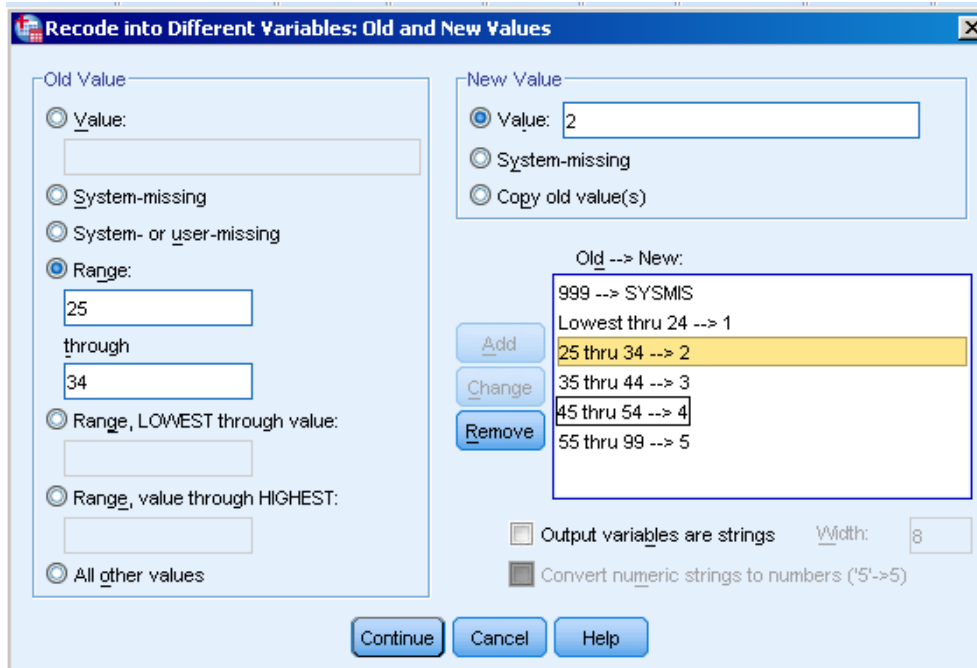 Recode into Different Variables: Old and New Values
Old Value
Value:
System-missing
System- or user-missing
Range:
25
through
34
Range, LOWEST through value:
Range, value through HIGHEST:
All other values
New Value
Value: 2
System-missing
Copy old value(s)
Old --> New:
999 --> SYSMIS
Lowest thru 24 --> 1
25 thru 34 --> 2
35 thru 44 --> 3
45 thru 54 --> 4
55 thru 99 --> 5
Add
Change
Remove
Output variables are strings Width: 8
Convert numeric strings to numbers ('5'->5)
Continue Cancel Help